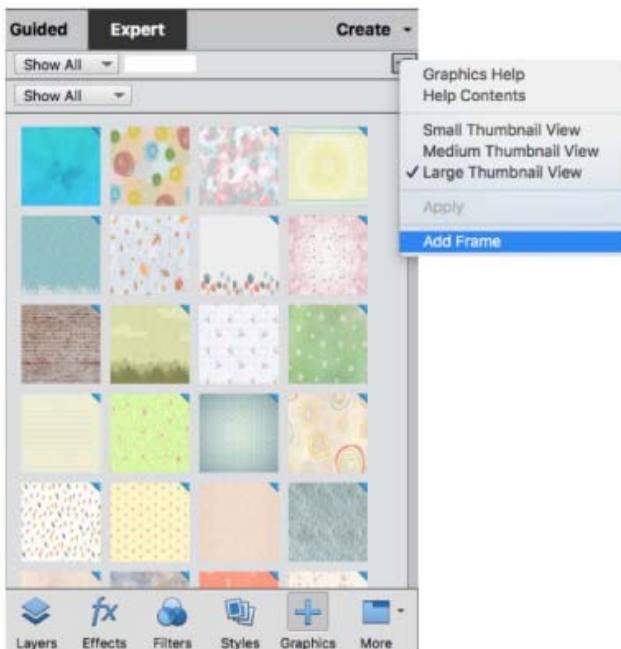 Guided Expert Create
Show All
Show All
Graphics Help
Help Contents
Small Thumbnail View
Medium Thumbnail View
✓ Large Thumbnail View
Apply
Add Frame
Layers Effects Filters Styles Graphics More